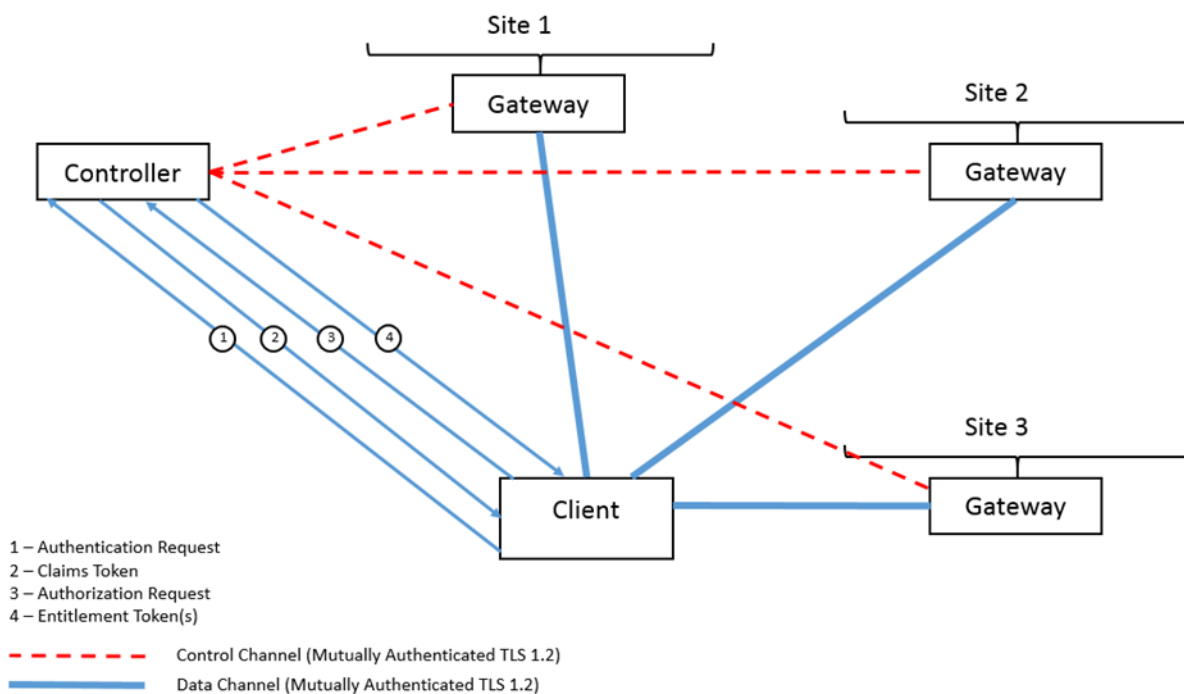 Site 1
Gateway
Site 2
Controller
Gateway
1
2
3
4
Site 3
Client
Gateway
1 – Authentication Request
2 – Claims Token
3 – Authorization Request
4 – Entitlement Token(s)
Control Channel (Mutually Authenticated TLS 1.2)
Data Channel (Mutually Authenticated TLS 1.2)